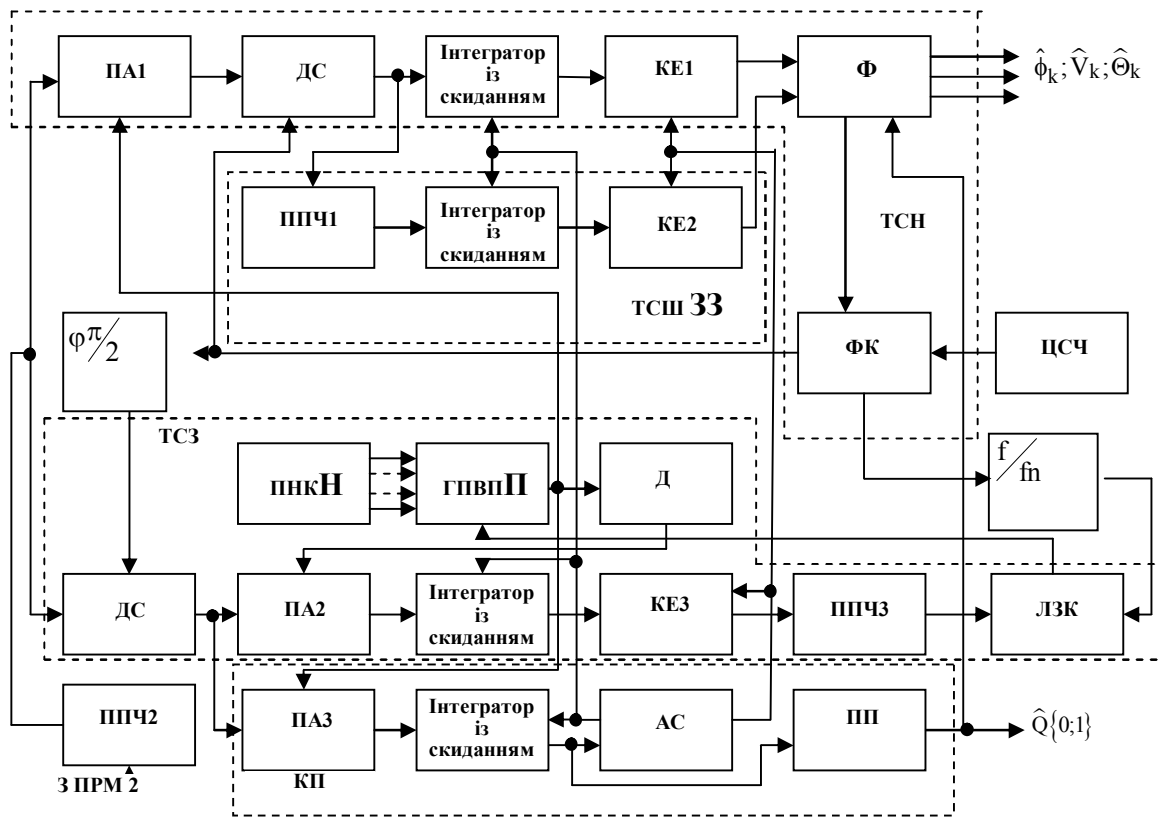 ПА1
ДС
Інтегратор
із
скиданням
КЕ1
Ф
ϕ̂k;V̂k;Θ̂k
ППЧ1
Інтегратор
із
скиданням
КЕ2
ТСН
ТСШ ЗЗ
φπ/2
ФК
ЦСЧ
ТСЗ
ПНКН
ГПВПП
Д
f/fn
ДС
ПА2
Інтегратор
із
скиданням
КЕ3
ППЧ3
ЛЗК
ППЧ2
ПА3
Інтегратор
із
скиданням
АС
ПП
Q̂{0;1}
З ПРМ 2
КП